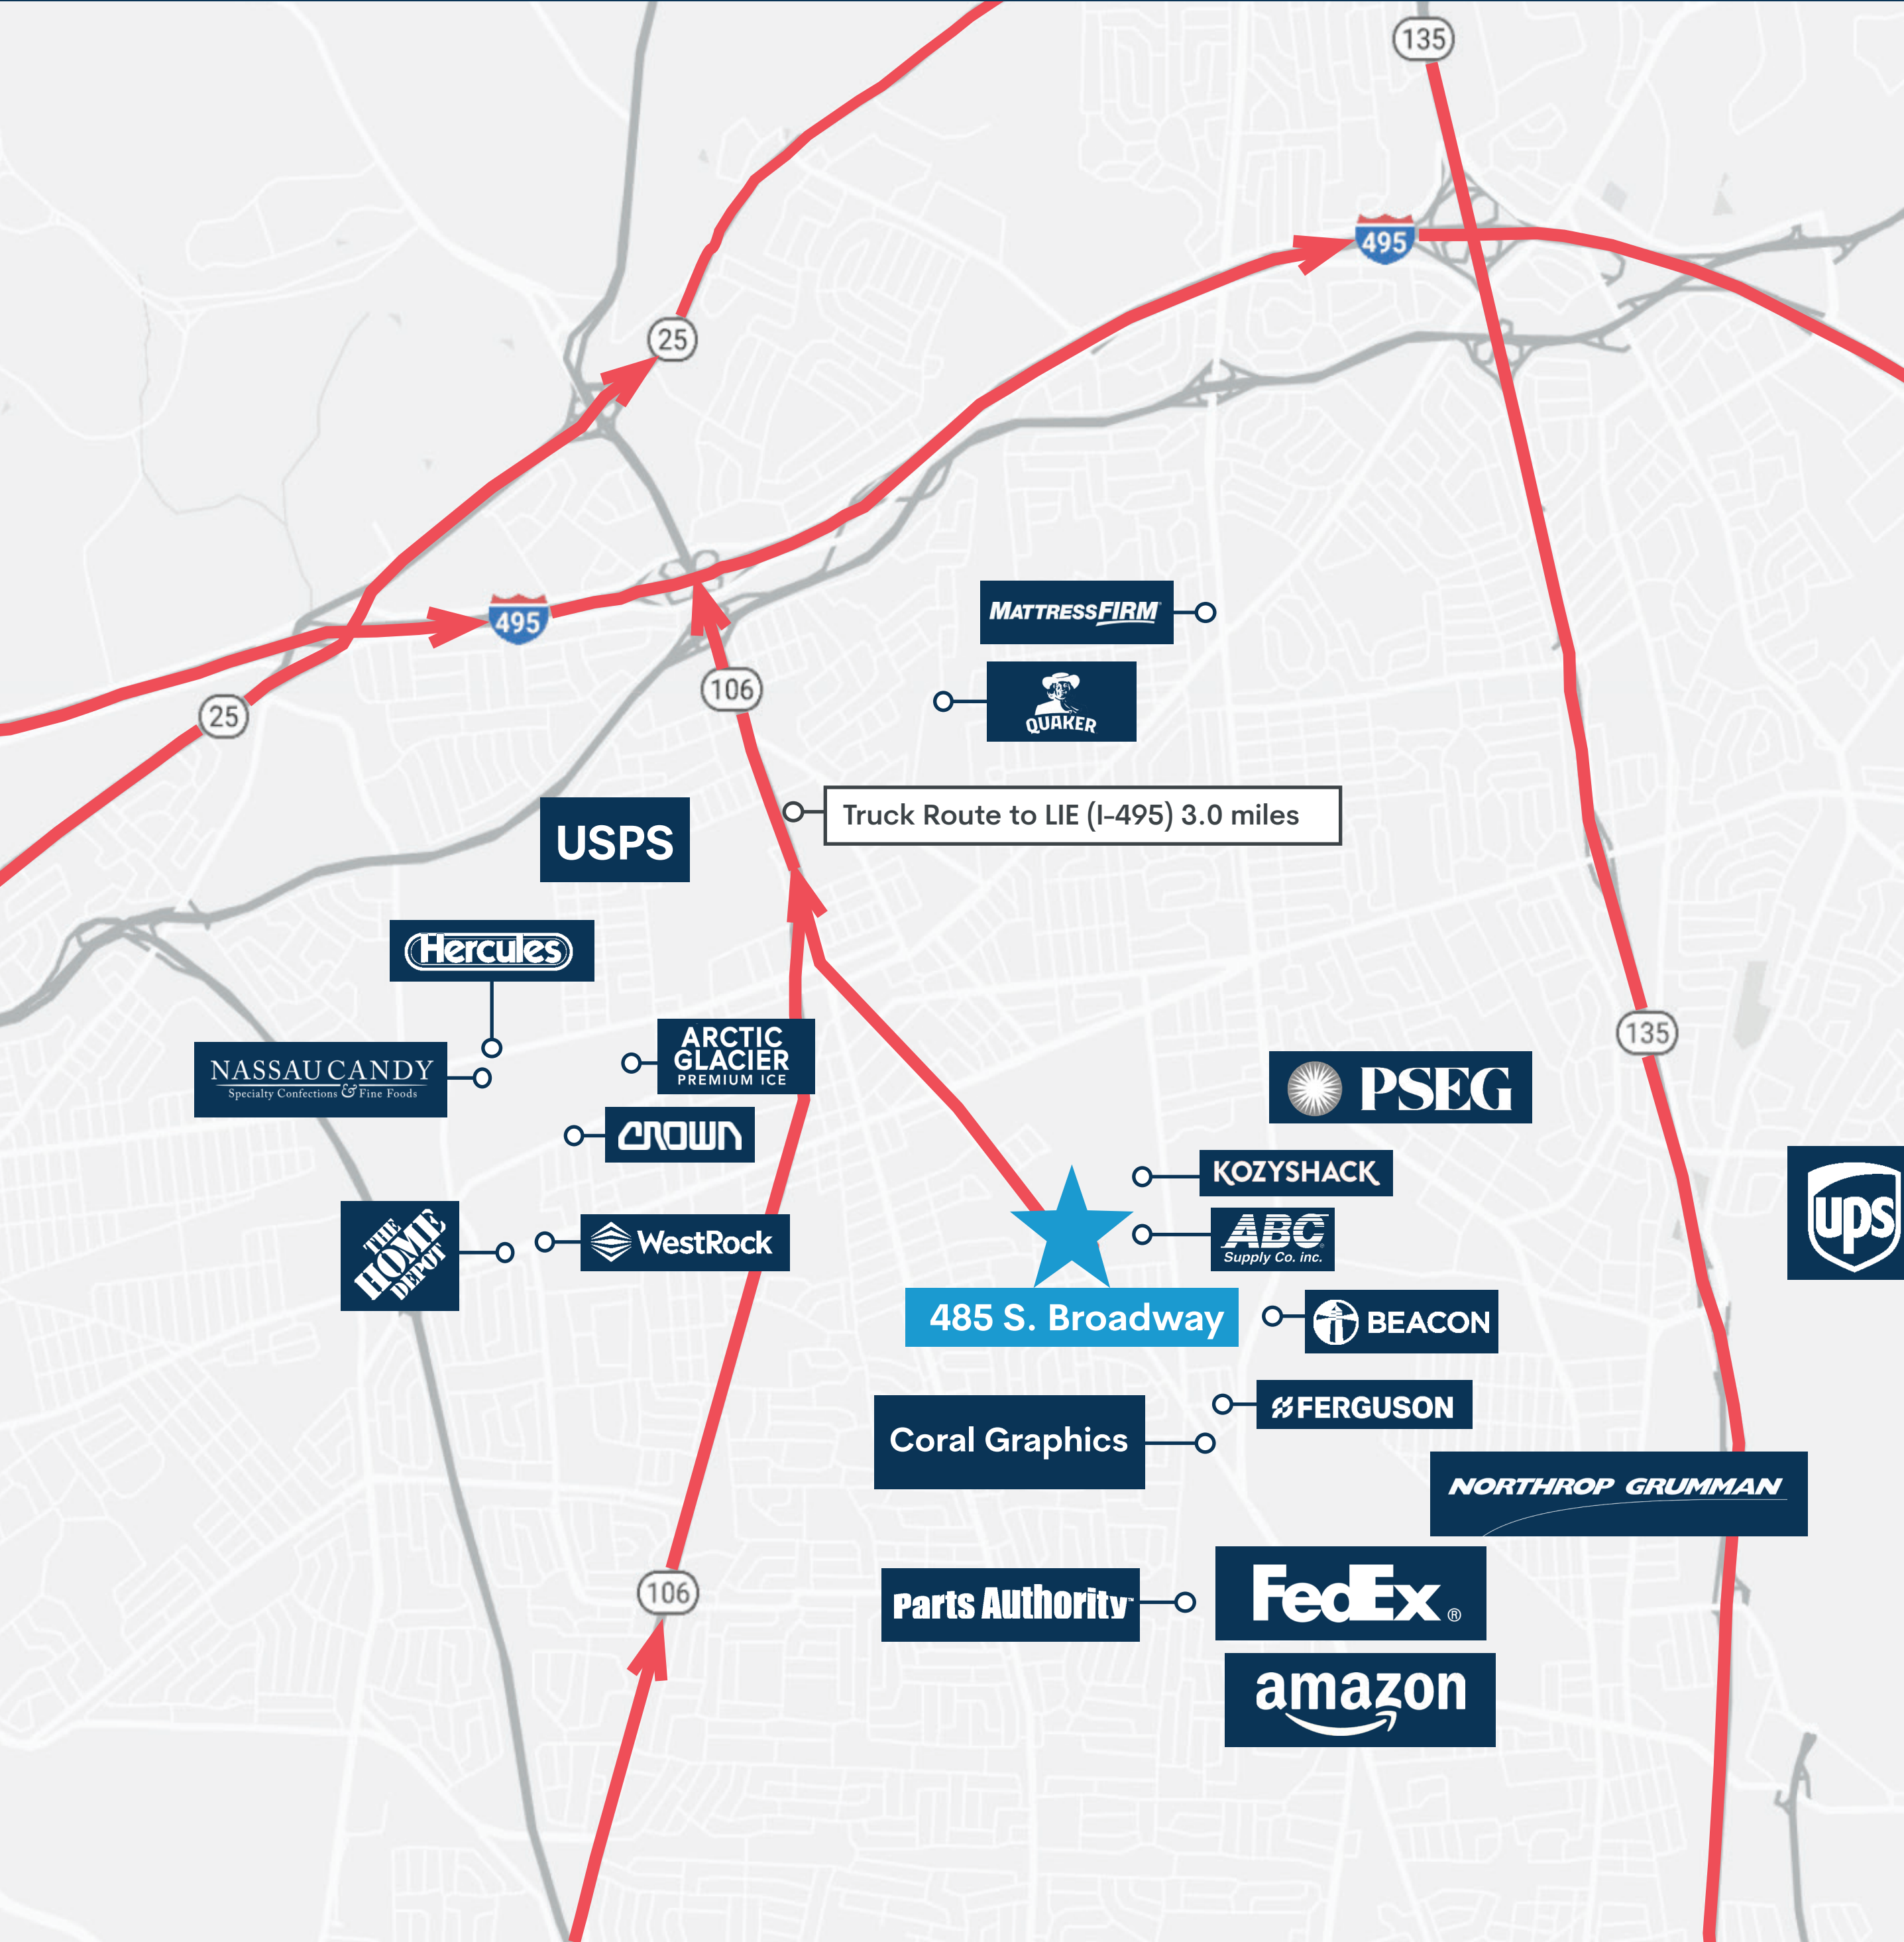 135
495
25
495
MATTRESSFIRM
106
QUAKER
25
Truck Route to LIE (I-495) 3.0 miles
USPS
Hercules
ARCTIC
GLACIER
PREMIUM ICE
135
NASSAU CANDY
Specialty Confections & Fine Foods
PSEG
CROWN
KOZYSHACK
ups
THE
HOME
DEPOT
WestRock
ABC
Supply Co. inc.
485 S. Broadway
BEACON
FERGUSON
Coral Graphics
NORTHROP GRUMMAN
106
Parts Authority
FedEx®
amazon